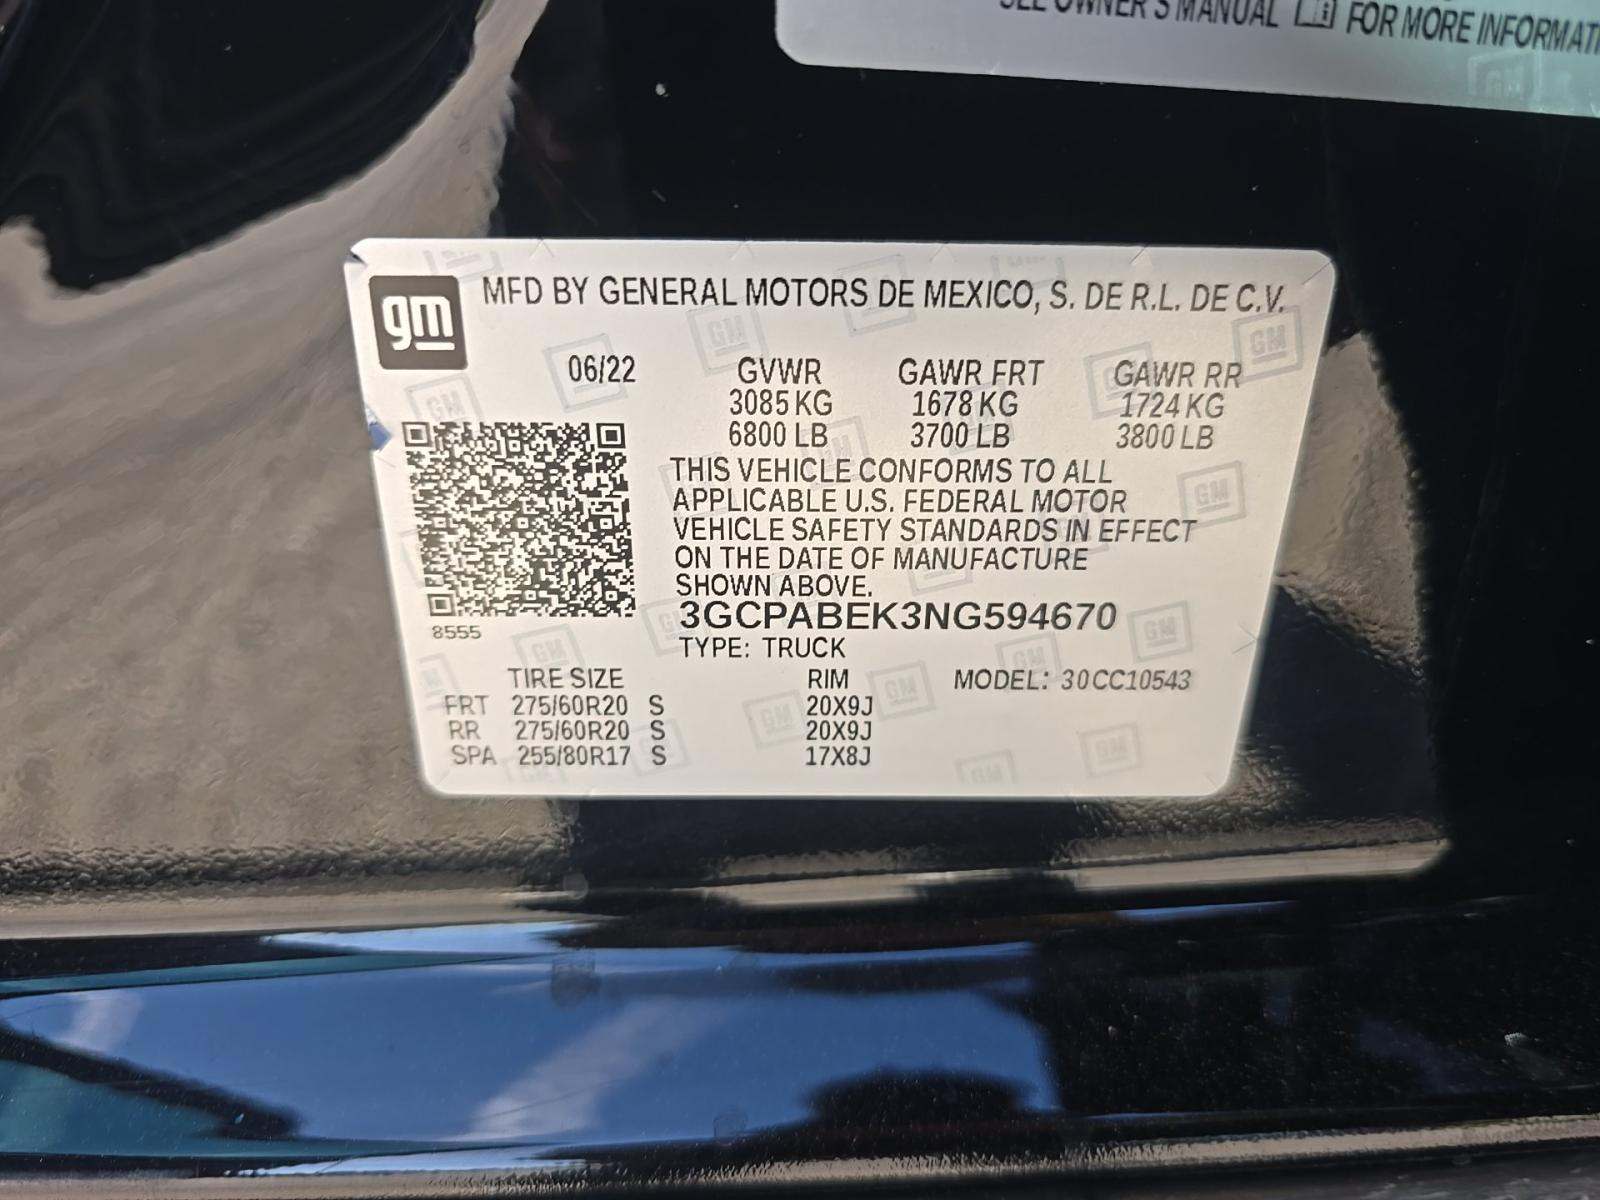 SEE OWNER'S MANUAL FOR MORE INFORMATI
gm
MFD BY GENERAL MOTORS DE MEXICO, S. DE R.L. DE C.V.
06/22 GVWR GAWR FRT GAWR RR
3085 KG 1678 KG 1724 KG
6800 LB 3700 LB 3800 LB
THIS VEHICLE CONFORMS TO ALL
APPLICABLE U.S. FEDERAL MOTOR
VEHICLE SAFETY STANDARDS IN EFFECT
ON THE DATE OF MANUFACTURE
SHOWN ABOVE.
3GCPABEK3NG594670
8555
TYPE: TRUCK
TIRE SIZE RIM MODEL: 30CC10543
FRT 275/60R20 S 20X9J
RR 275/60R20 S 20X9J
SPA 255/80R17 S 17X8J